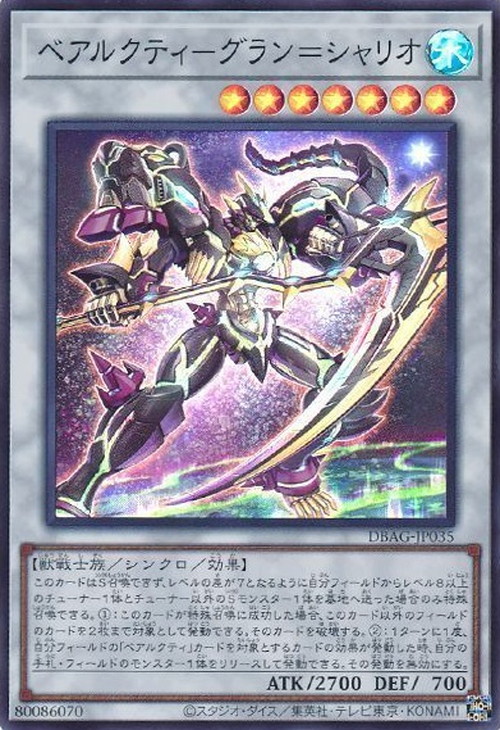 ベアルクティーグラン＝シャリオ
水
DBAG-JP035
【獣戦士族／シンクロ／効果】
このカードはS召喚できず、レベルの差が7となるように自分フィールドからレベル8以上
のチューナー1体とチューナー以外のSモンスター1体を墓地へ送った場合のみ特殊
召喚できる。①：このカードが特殊召喚に成功した場合、このカード以外のフィールド
のカードを2枚まで対象として発動できる。そのカードを破壊する。②：1ターンに1度、
自分フィールドの「ベアルクティ」カードを対象とするカードの効果が発動した時、自分の
手札・フィールドのモンスター1体をリリースして発動できる。その発動を無効にする。
ATK/2700 DEF/ 700
80086070
©スタジオ・ダイス／集英社・テレビ東京・KONAMI